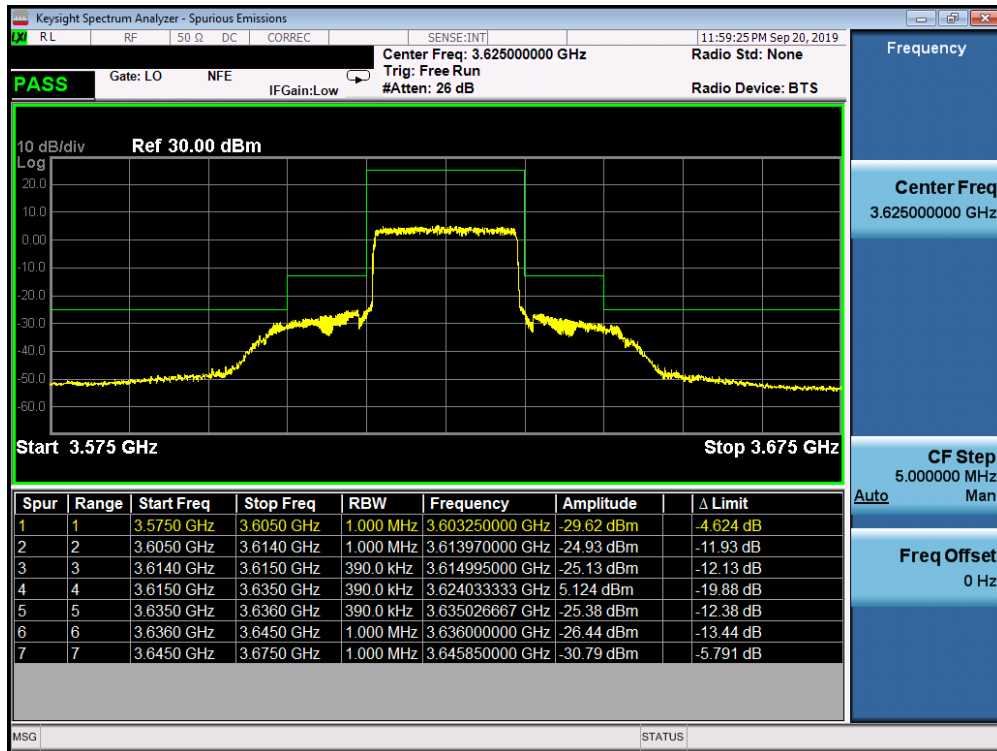 Keysight Spectrum Analyzer - Spurious Emissions
LXI RL RF 50 Ω DC CORREC SENSE:INT 11:59:25 PM Sep 20, 2019
Center Freq: 3.625000000 GHz Radio Std: None
PASS Gate: LO NFE Trig: Free Run
IFGain:Low #Atten: 26 dB Radio Device: BTS
10 dB/div Ref 30.00 dBm
Log
20.0
10.0
0.00
-10.0
-20.0
-30.0
-40.0
-50.0
-60.0
Start 3.575 GHz Stop 3.675 GHz
Spur Range Start Freq Stop Freq RBW Frequency Amplitude Δ Limit
1 1 3.5750 GHz 3.6050 GHz 1.000 MHz 3.603250000 GHz -29.62 dBm -4.624 dB
2 2 3.6050 GHz 3.6140 GHz 1.000 MHz 3.613970000 GHz -24.93 dBm -11.93 dB
3 3 3.6140 GHz 3.6150 GHz 390.0 kHz 3.614995000 GHz -25.13 dBm -12.13 dB
4 4 3.6150 GHz 3.6350 GHz 390.0 kHz 3.624033333 GHz 5.124 dBm -19.88 dB
5 5 3.6350 GHz 3.6360 GHz 390.0 kHz 3.635026667 GHz -25.38 dBm -12.38 dB
6 6 3.6360 GHz 3.6450 GHz 1.000 MHz 3.636000000 GHz -26.44 dBm -13.44 dB
7 7 3.6450 GHz 3.6750 GHz 1.000 MHz 3.645850000 GHz -30.79 dBm -5.791 dB
MSG STATUS
Frequency
Center Freq
3.625000000 GHz
CF Step
5.000000 MHz
Auto Man
Freq Offset
0 Hz